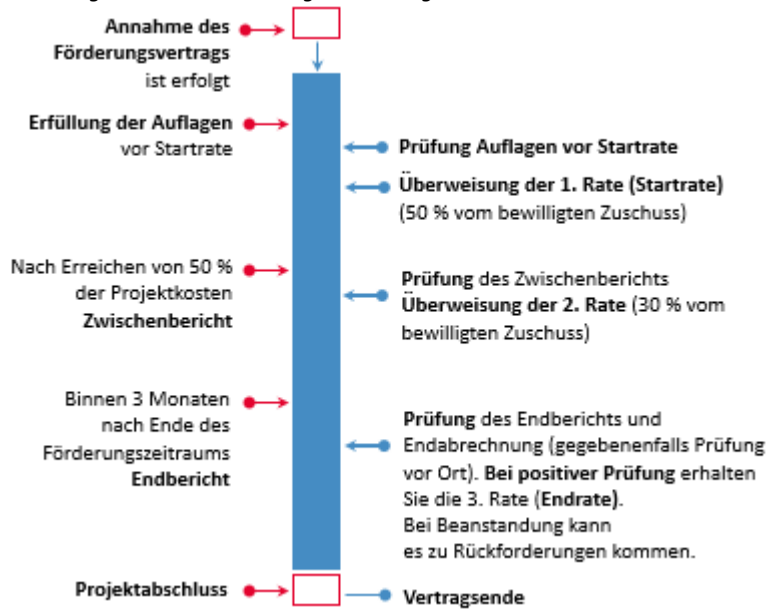 Annahme des
Förderungsvertrags
ist erfolgt
Erfüllung der Auflagen
vor Startrate
Prüfung Auflagen vor Startrate
Überweisung der 1. Rate (Startrate)
(50 % vom bewilligten Zuschuss)
Nach Erreichen von 50 %
der Projektkosten
Zwischenbericht
Prüfung des Zwischenberichts
Überweisung der 2. Rate (30 % vom
bewilligten Zuschuss)
Binnen 3 Monaten
nach Ende des
Förderungszeitraums
Endbericht
Prüfung des Endberichts und
Endabrechnung (gegebenenfalls Prüfung
vor Ort). Bei positiver Prüfung erhalten
Sie die 3. Rate (Endrate).
Bei Beanstandung kann
es zu Rückforderungen kommen.
Projektabschluss
Vertragsende